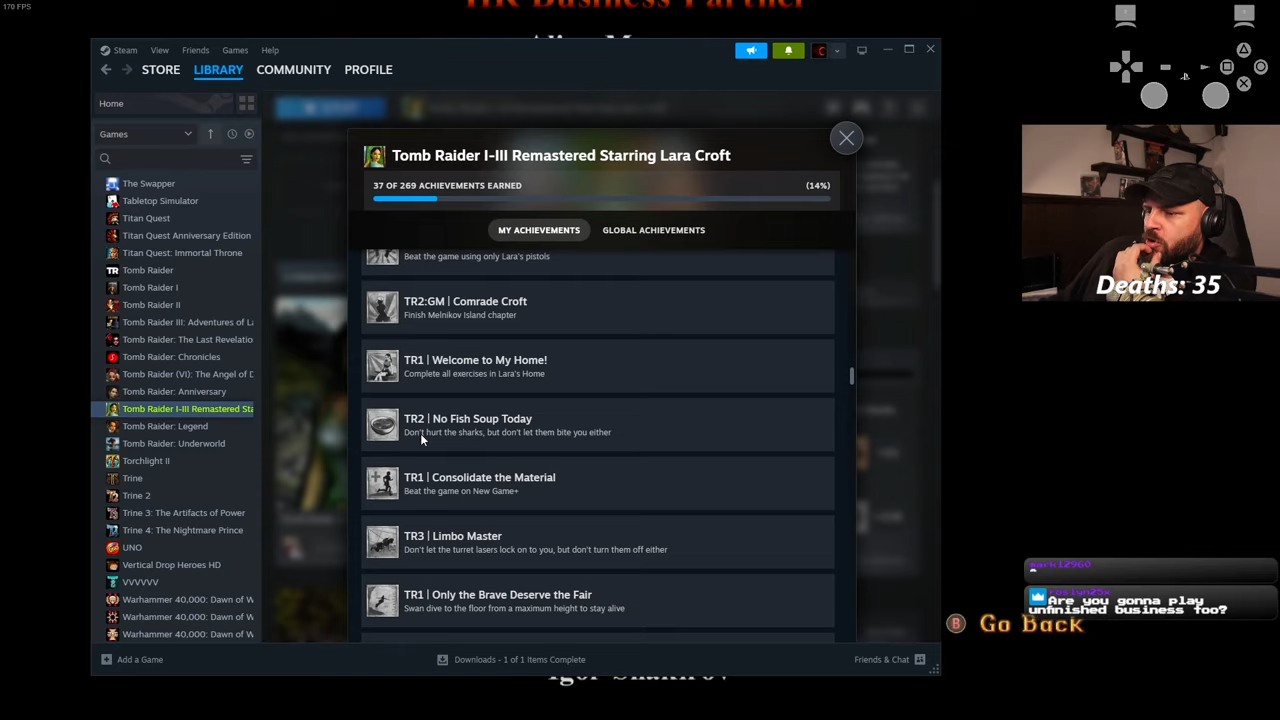 170 FPS
HR Business Partner
Steam View Friends Games Help
STORE LIBRARY COMMUNITY PROFILE
Home
Games
The Swapper
Tabletop Simulator
Titan Quest
Titan Quest Anniversary Edition
Titan Quest: Immortal Throne
Tomb Raider
Tomb Raider I
Tomb Raider II
Tomb Raider III: Adventures of L
Tomb Raider: The Last Revelatio
Tomb Raider: Chronicles
Tomb Raider (VI): The Angel of D
Tomb Raider: Anniversary
Tomb Raider I-III Remastered Sta
Tomb Raider: Legend
Tomb Raider: Underworld
Torchlight II
Trine
Trine 2
Trine 3: The Artifacts of Power
Trine 4: The Nightmare Prince
UNO
Vertical Drop Heroes HD
VVVVVV
Warhammer 40,000: Dawn of W
Warhammer 40,000: Dawn of W
Warhammer 40,000: Dawn of W
Add a Game
Tomb Raider I-III Remastered Starring Lara Croft
37 OF 269 ACHIEVEMENTS EARNED (14%)
MY ACHIEVEMENTS GLOBAL ACHIEVEMENTS
Beat the game using only Lara's pistols
TR2:GM | Comrade Croft
Finish Melnikov Island chapter
TR1 | Welcome to My Home!
Complete all exercises in Lara's Home
TR2 | No Fish Soup Today
Don't hurt the sharks, but don't let them bite you either
TR1 | Consolidate the Material
Beat the game on New Game+
TR3 | Limbo Master
Don't let the turret lasers lock on to you, but don't turn them off either
TR1 | Only the Brave Deserve the Fair
Swan dive to the floor from a maximum height to stay alive
Downloads - 1 of 1 Items Complete
Friends & Chat
Igor Shakirov
Deaths: 35
Are you gonna play
unfinished business too?
B Go Back